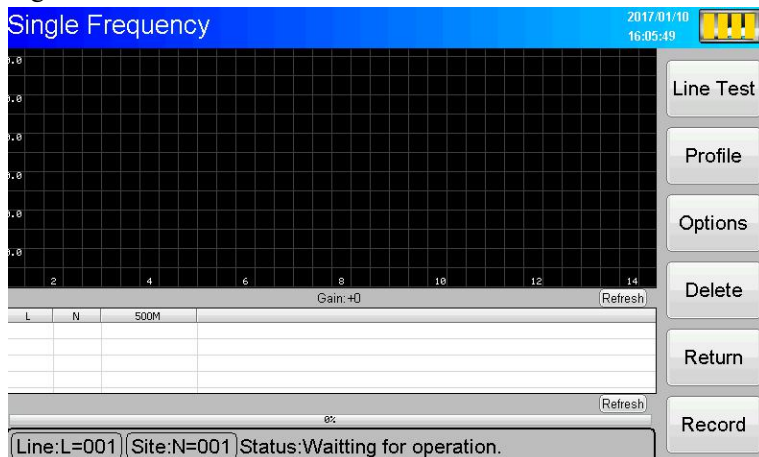 Single Frequency
2017/01/10
16:05:49
Line Test
Profile
Options
Delete
Return
Record
2 4 6 8 10 12 14
Gain:+0
Refresh
L N 500M
Refresh
0%
Line:L=001 Site:N=001 Status:Waitting for operation.